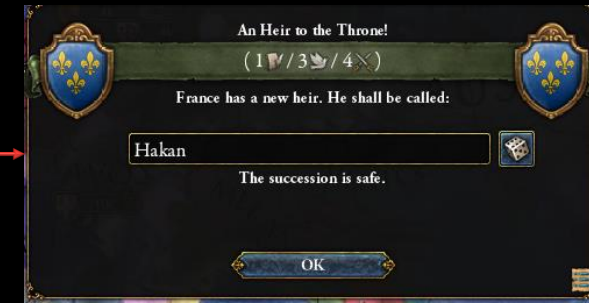 An Heir to the Throne!
(1/3/4)
France has a new heir. He shall be called:
Hakan
The succession is safe.
OK